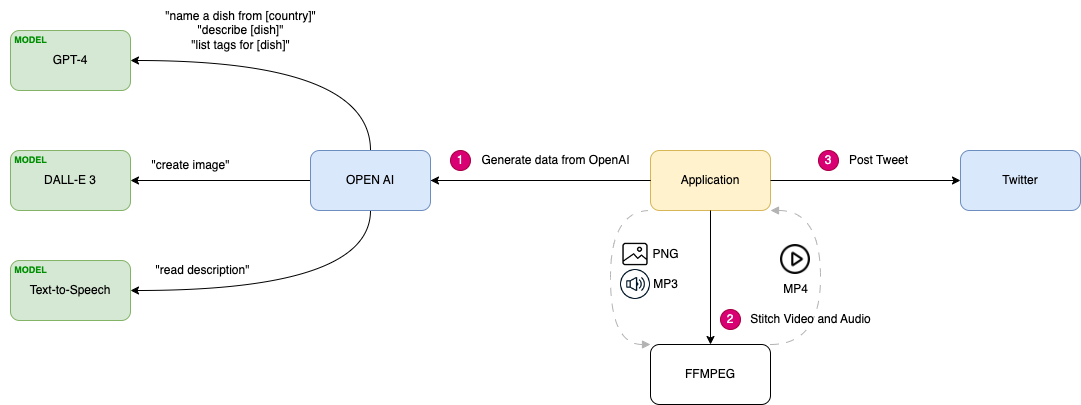 "name a dish from [country]"
"describe [dish]"
"list tags for [dish]"
MODEL
GPT-4
MODEL
DALL-E 3
"create image"
OPEN AI
1 Generate data from OpenAI
Application
3 Post Tweet
Twitter
MODEL
Text-to-Speech
"read description"
PNG
MP3
MP4
2 Stitch Video and Audio
FFMPEG